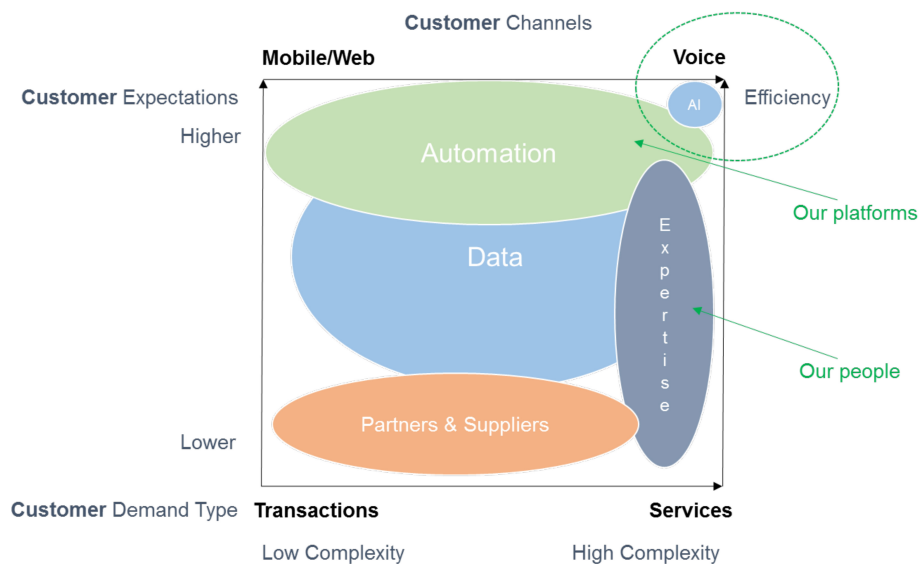 Customer Channels
Mobile/Web
Voice
Customer Expectations
AI
Efficiency
Higher
Automation
Our platforms
Data
Expertise
Our people
Partners & Suppliers
Lower
Customer Demand Type
Transactions
Services
Low Complexity
High Complexity